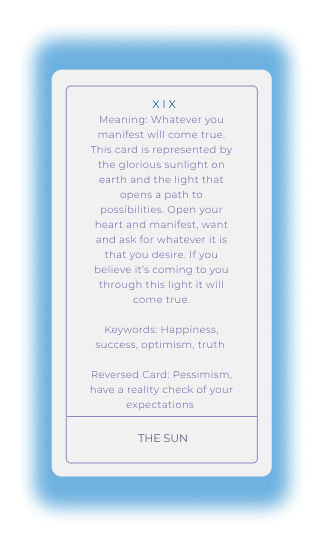 XIX
Meaning: Whatever you
manifest will come true.
This card is represented by
the glorious sunlight on
earth and the light that
opens a path to
possibilities. Open your
heart and manifest, want
and ask for whatever it is
that you desire. If you
believe it's coming to you
through this light it will
come true.
Keywords: Happiness,
success, optimism, truth
Reversed Card: Pessimism,
have a reality check of your
expectations
THE SUN